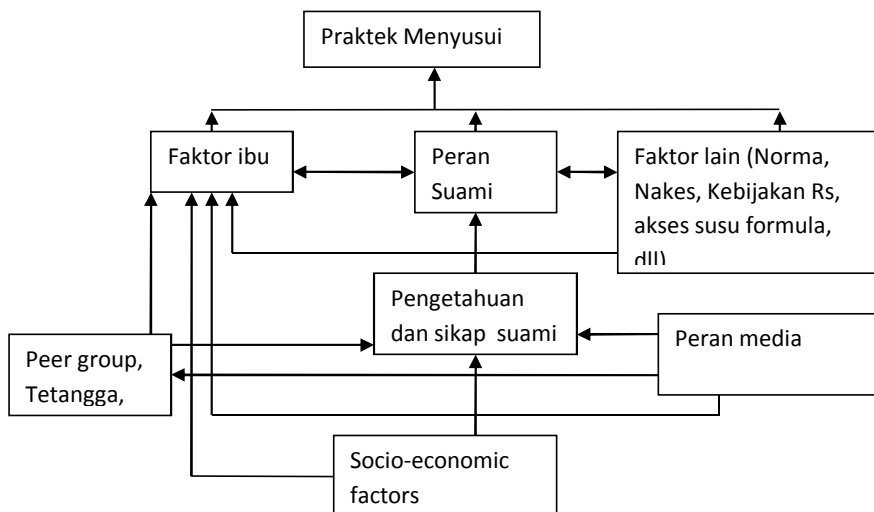 Praktek Menyusui
Faktor ibu
Peran
Suami
Faktor lain (Norma,
Nakes, Kebijakan Rs,
akses susu formula,
dll)
Pengetahuan
dan sikap suami
Peran media
Peer group,
Tetangga,
Socio-economic
factors